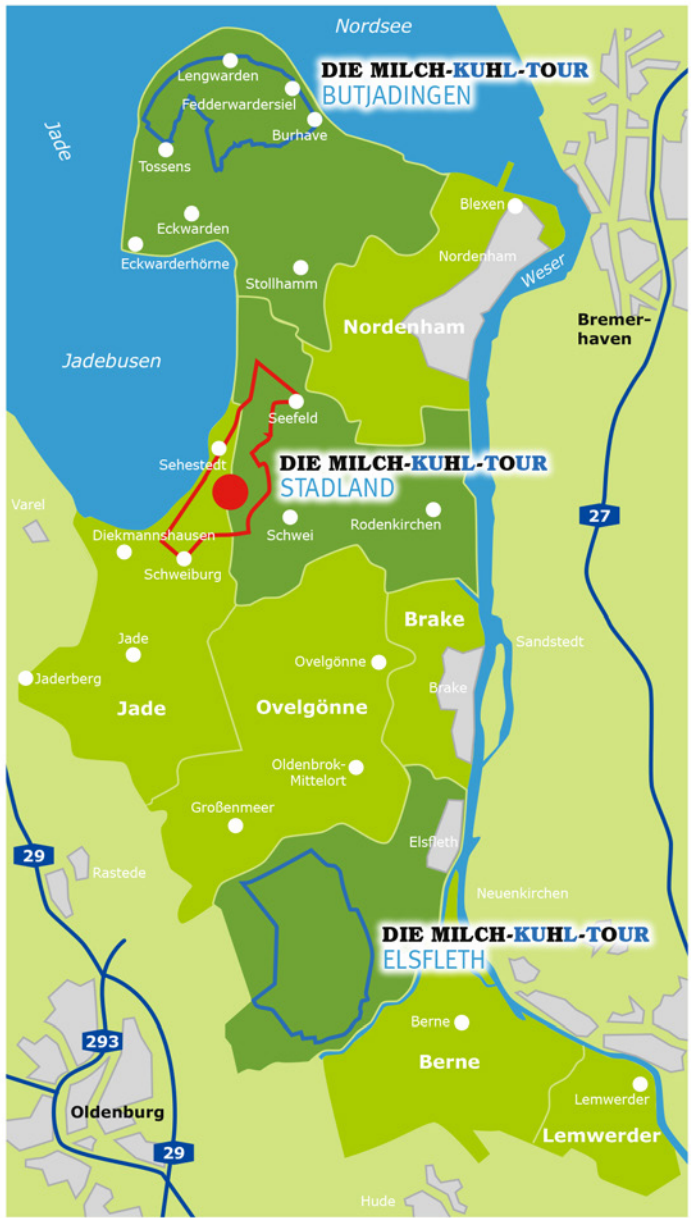 Nordsee
Lengwarden
DIE MILCH-KUHL-TOUR
BUTJADINGEN
Fedderwardersiel
Jade
Burhave
Tossens
Blexen
Eckwarden
Nordenham
Eckwarderhörne
Weser
Stollhamm
Nordenham
Bremer-
haven
Jadebusen
Seefeld
Sehestedt
DIE MILCH-KUHL-TOUR
STADLAND
Varel
27
Rodenkirchen
Diekmannshausen
Schwei
Schweiburg
Brake
Jade
Sandstedt
Ovelgönne
Jaderberg
Brake
Jade
Ovelgönne
Oldenbrok-
Mittelort
Großenmeer
Elsfleth
29
Rastede
Neuenkirchen
DIE MILCH-KUHL-TOUR
ELSFLETH
Berne
293
Berne
Lemwerder
Oldenburg
Lemwerder
29
Hude